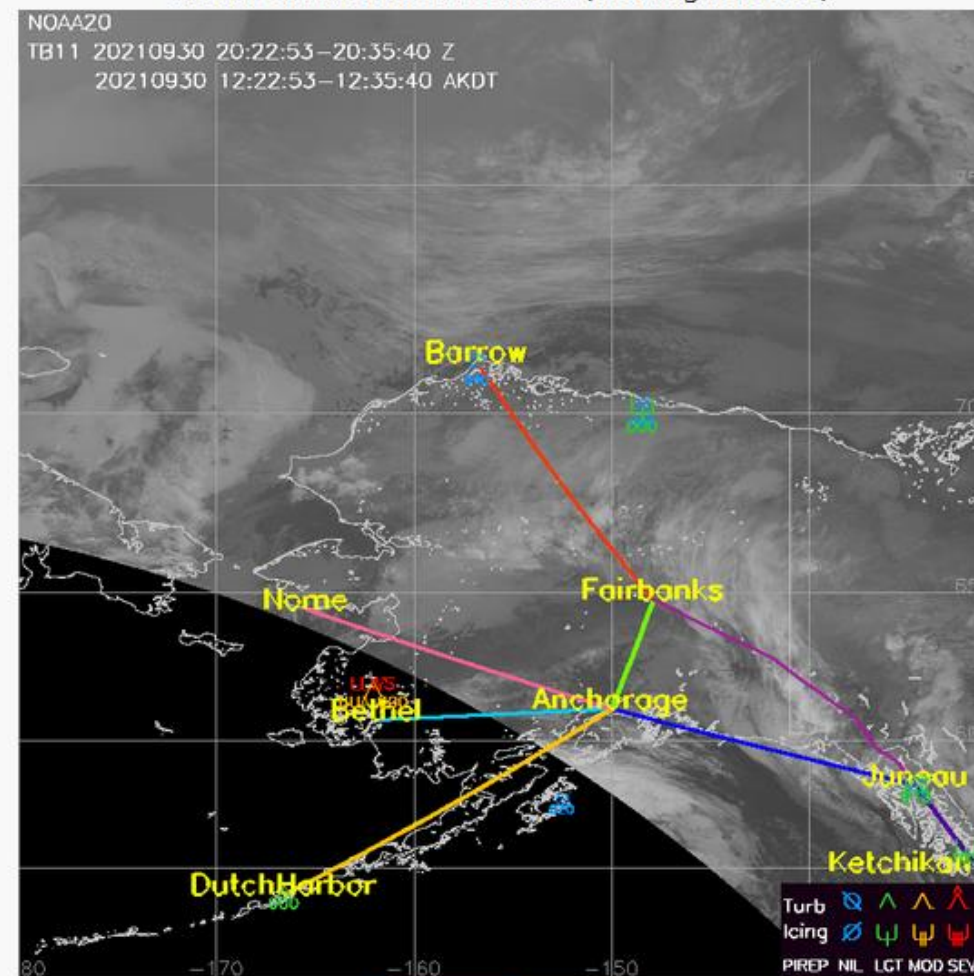 NOAA20
TB11 20210930 20:22:53-20:35:40 Z
20210930 12:22:53-12:35:40 AKDT
Barrow
Fairbanks
Nome
Anchorage
Bethel
Juneau
Ketchikan
DutchHarbor
Turb
Icing
PIREP NIL LGT MOD SEV
80 -170 -160 -150